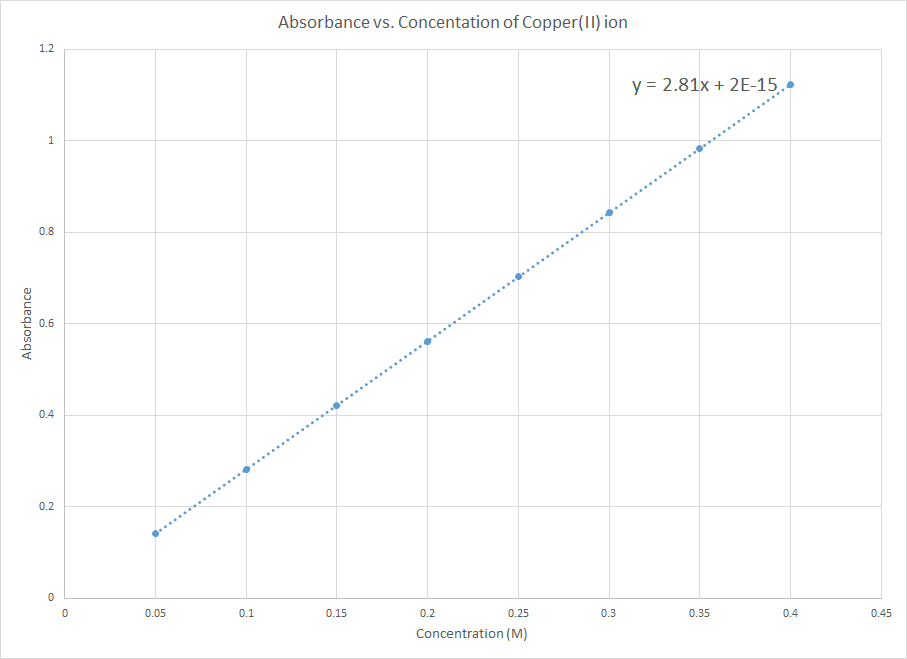 Absorbance vs. Concentation of Copper(II) ion
y = 2.81x + 2E-15
1.2
1
0.8
0.6
0.4
0.2
0
Absorbance
0 0.05 0.1 0.15 0.2 0.25 0.3 0.35 0.4 0.45
Concentration (M)